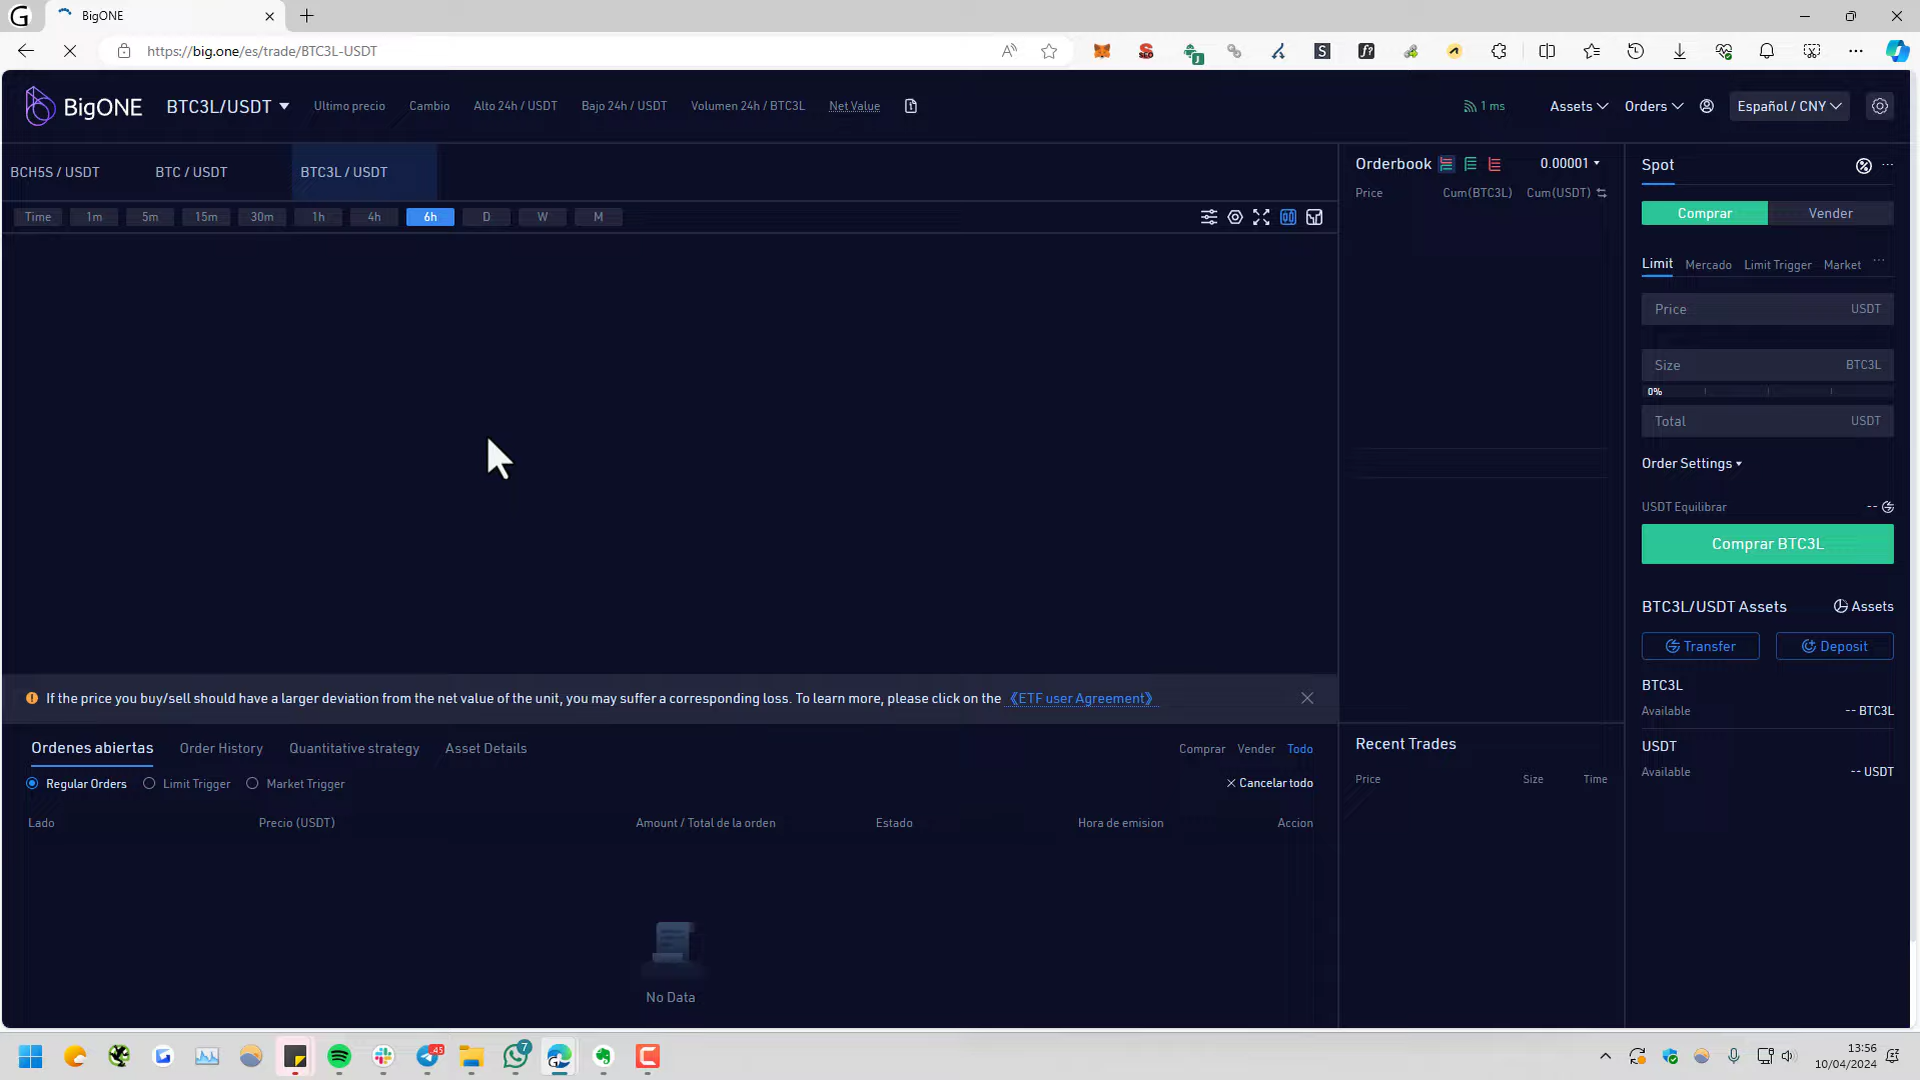 BigONE
https://big.one/es/trade/BTC3L-USDT
BigONE BTC3L/USDT Ultimo precio Cambio Alto 24h / USDT Bajo 24h / USDT Volumen 24h / BTC3L Net Value 1 ms Assets Orders Español / CNY
BCH5S / USDT BTC / USDT BTC3L / USDT
Time 1m 5m 15m 30m 1h 4h 6h D W M
Orderbook 0.00001
Price Cum(BTC3L) Cum(USDT)
Spot
Comprar Vender
Limit Mercado Limit Trigger Market
Price USDT
Size BTC3L
0%
Total USDT
Order Settings
USDT Equilibrar --
Comprar BTC3L
BTC3L/USDT Assets Assets
Transfer Deposit
BTC3L
Available -- BTC3L
USDT
Available -- USDT
If the price you buy/sell should have a larger deviation from the net value of the unit, you may suffer a corresponding loss. To learn more, please click on the 《ETF user Agreement》
Ordenes abiertas Order History Quantitative strategy Asset Details Comprar Vender Todo
Regular Orders Limit Trigger Market Trigger Cancelar todo
Lado Precio (USDT) Amount / Total de la orden Estado Hora de emision Accion
No Data
Recent Trades
Price Size Time
45
7
13:56
10/04/2024